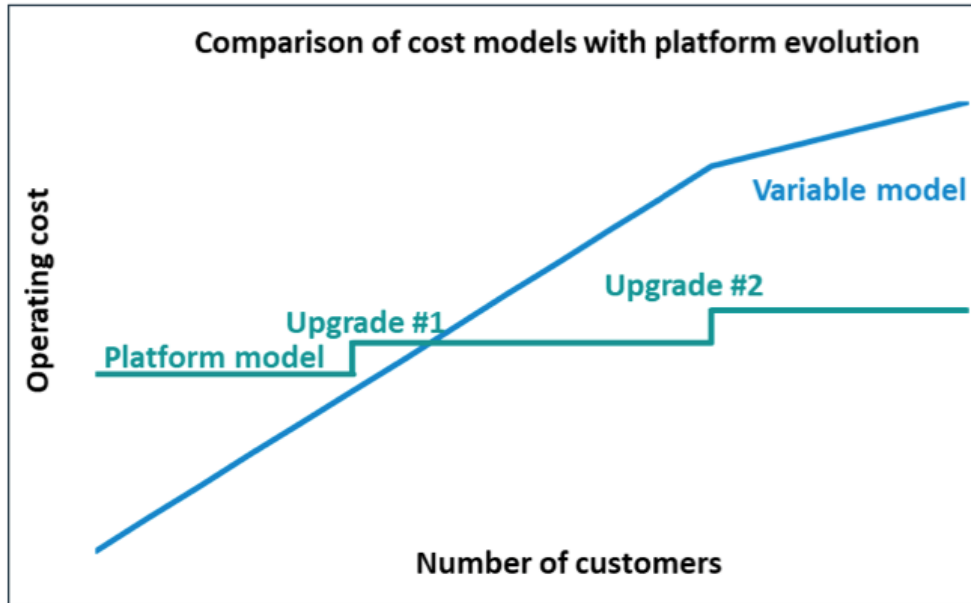 Comparison of cost models with platform evolution
Operating cost
Variable model
Upgrade #2
Upgrade #1
Platform model
Number of customers